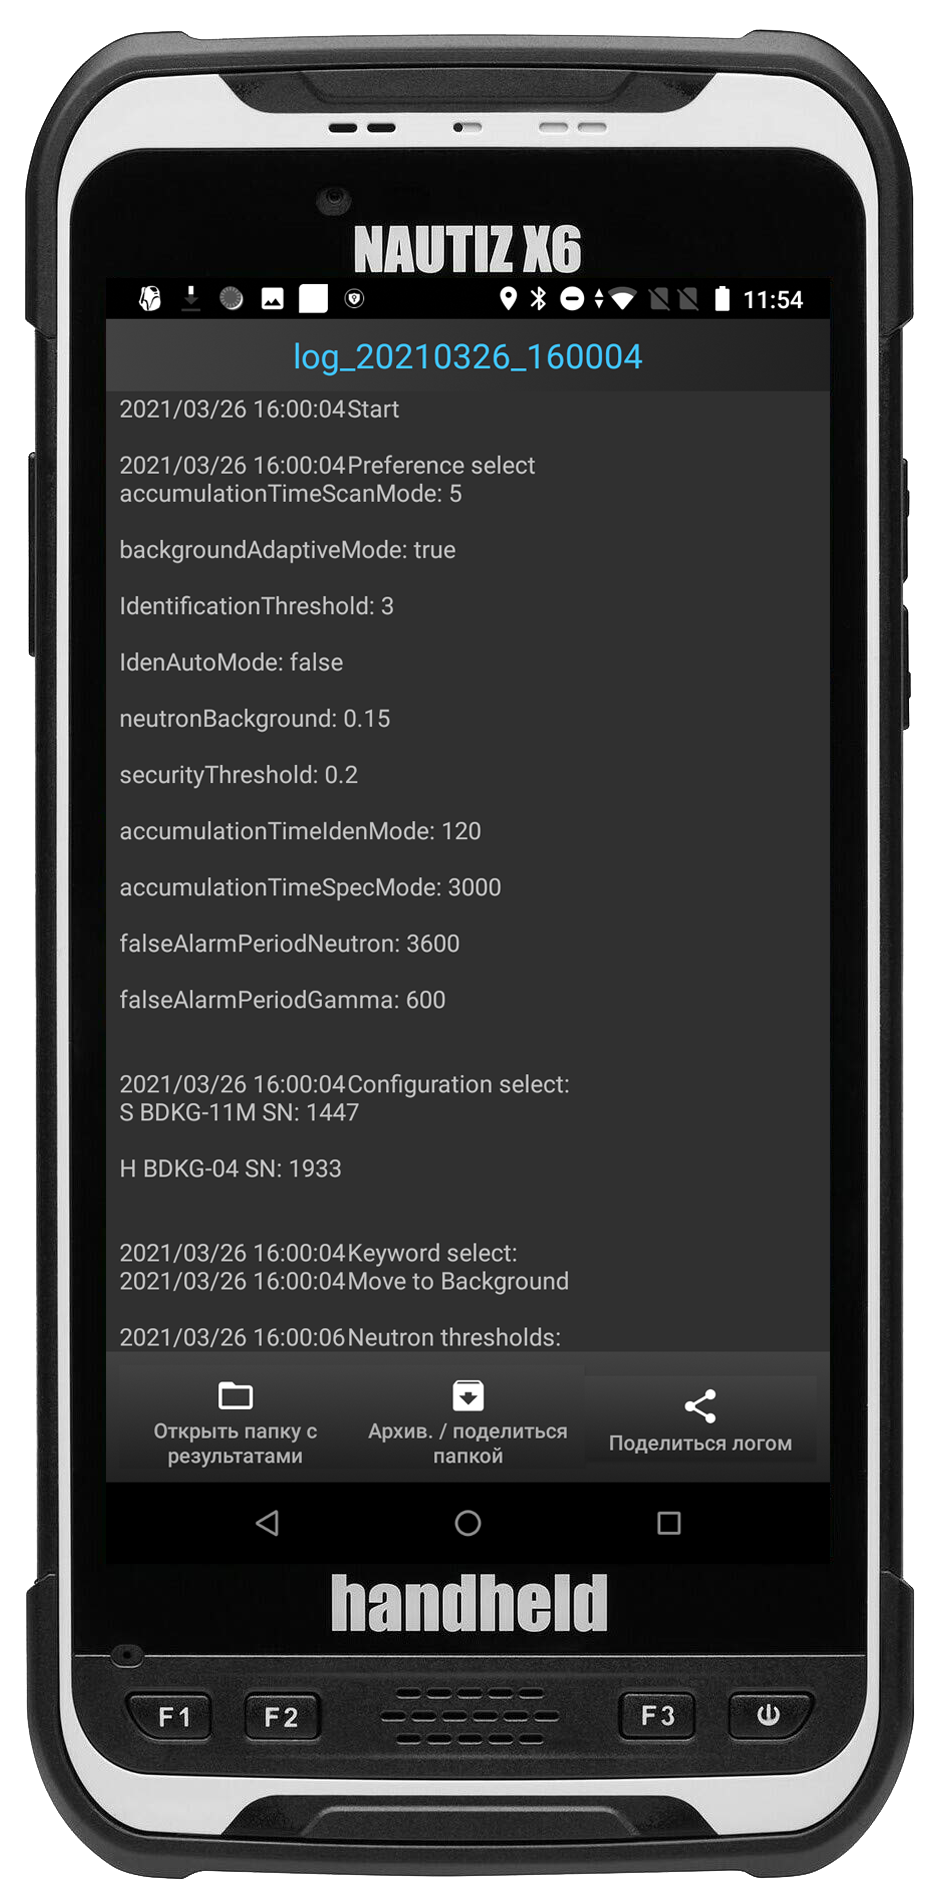 NAUTIZ X6
11:54
log_20210326_160004
2021/03/26 16:00:04Start
2021/03/26 16:00:04Preference select
accumulationTimeScanMode: 5
backgroundAdaptiveMode: true
IdentificationThreshold: 3
IdenAutoMode: false
neutronBackground: 0.15
securityThreshold: 0.2
accumulationTimeIdenMode: 120
accumulationTimeSpecMode: 3000
falseAlarmPeriodNeutron: 3600
falseAlarmPeriodGamma: 600
2021/03/26 16:00:04Configuration select:
S BDKG-11M SN: 1447
H BDKG-04 SN: 1933
2021/03/26 16:00:04Keyword select:
2021/03/26 16:00:04Move to Background
2021/03/26 16:00:06Neutron thresholds:
Открыть папку с
результатами
Архив. / поделиться
папкой
Поделиться логом
handheld
F1
F2
F3